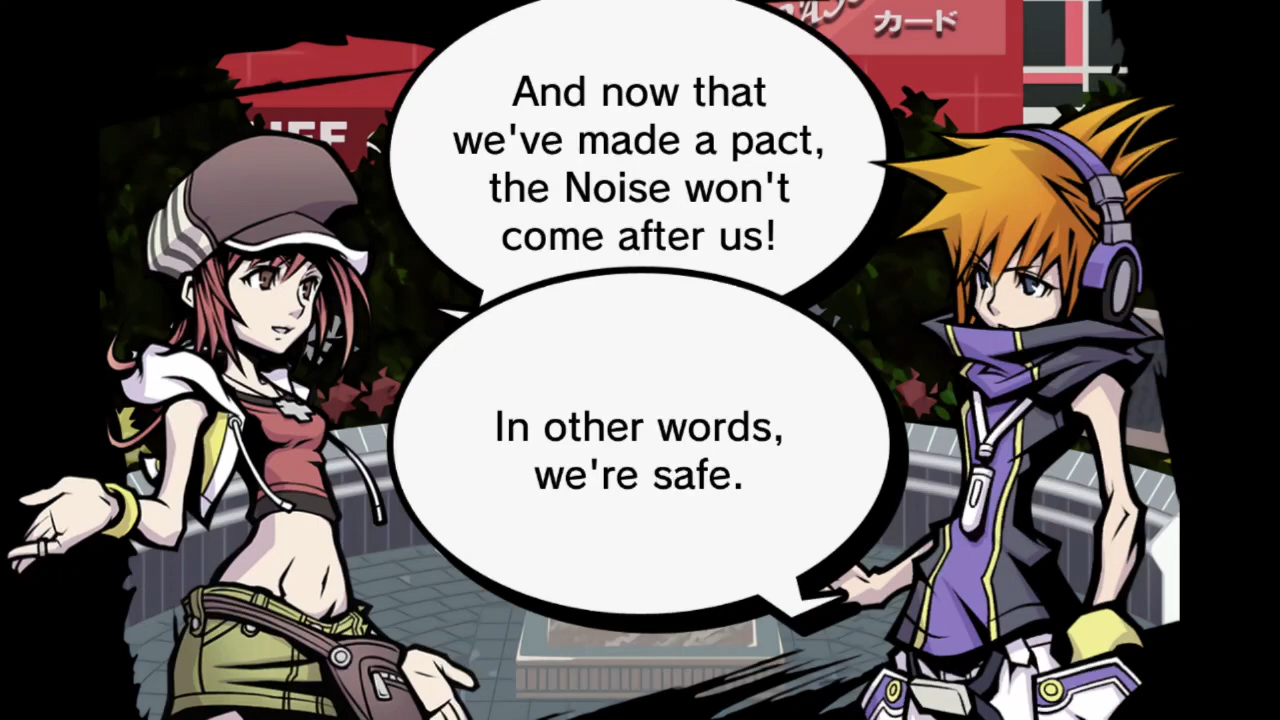 カード
And now that
we've made a pact,
the Noise won't
come after us!
In other words,
we're safe.